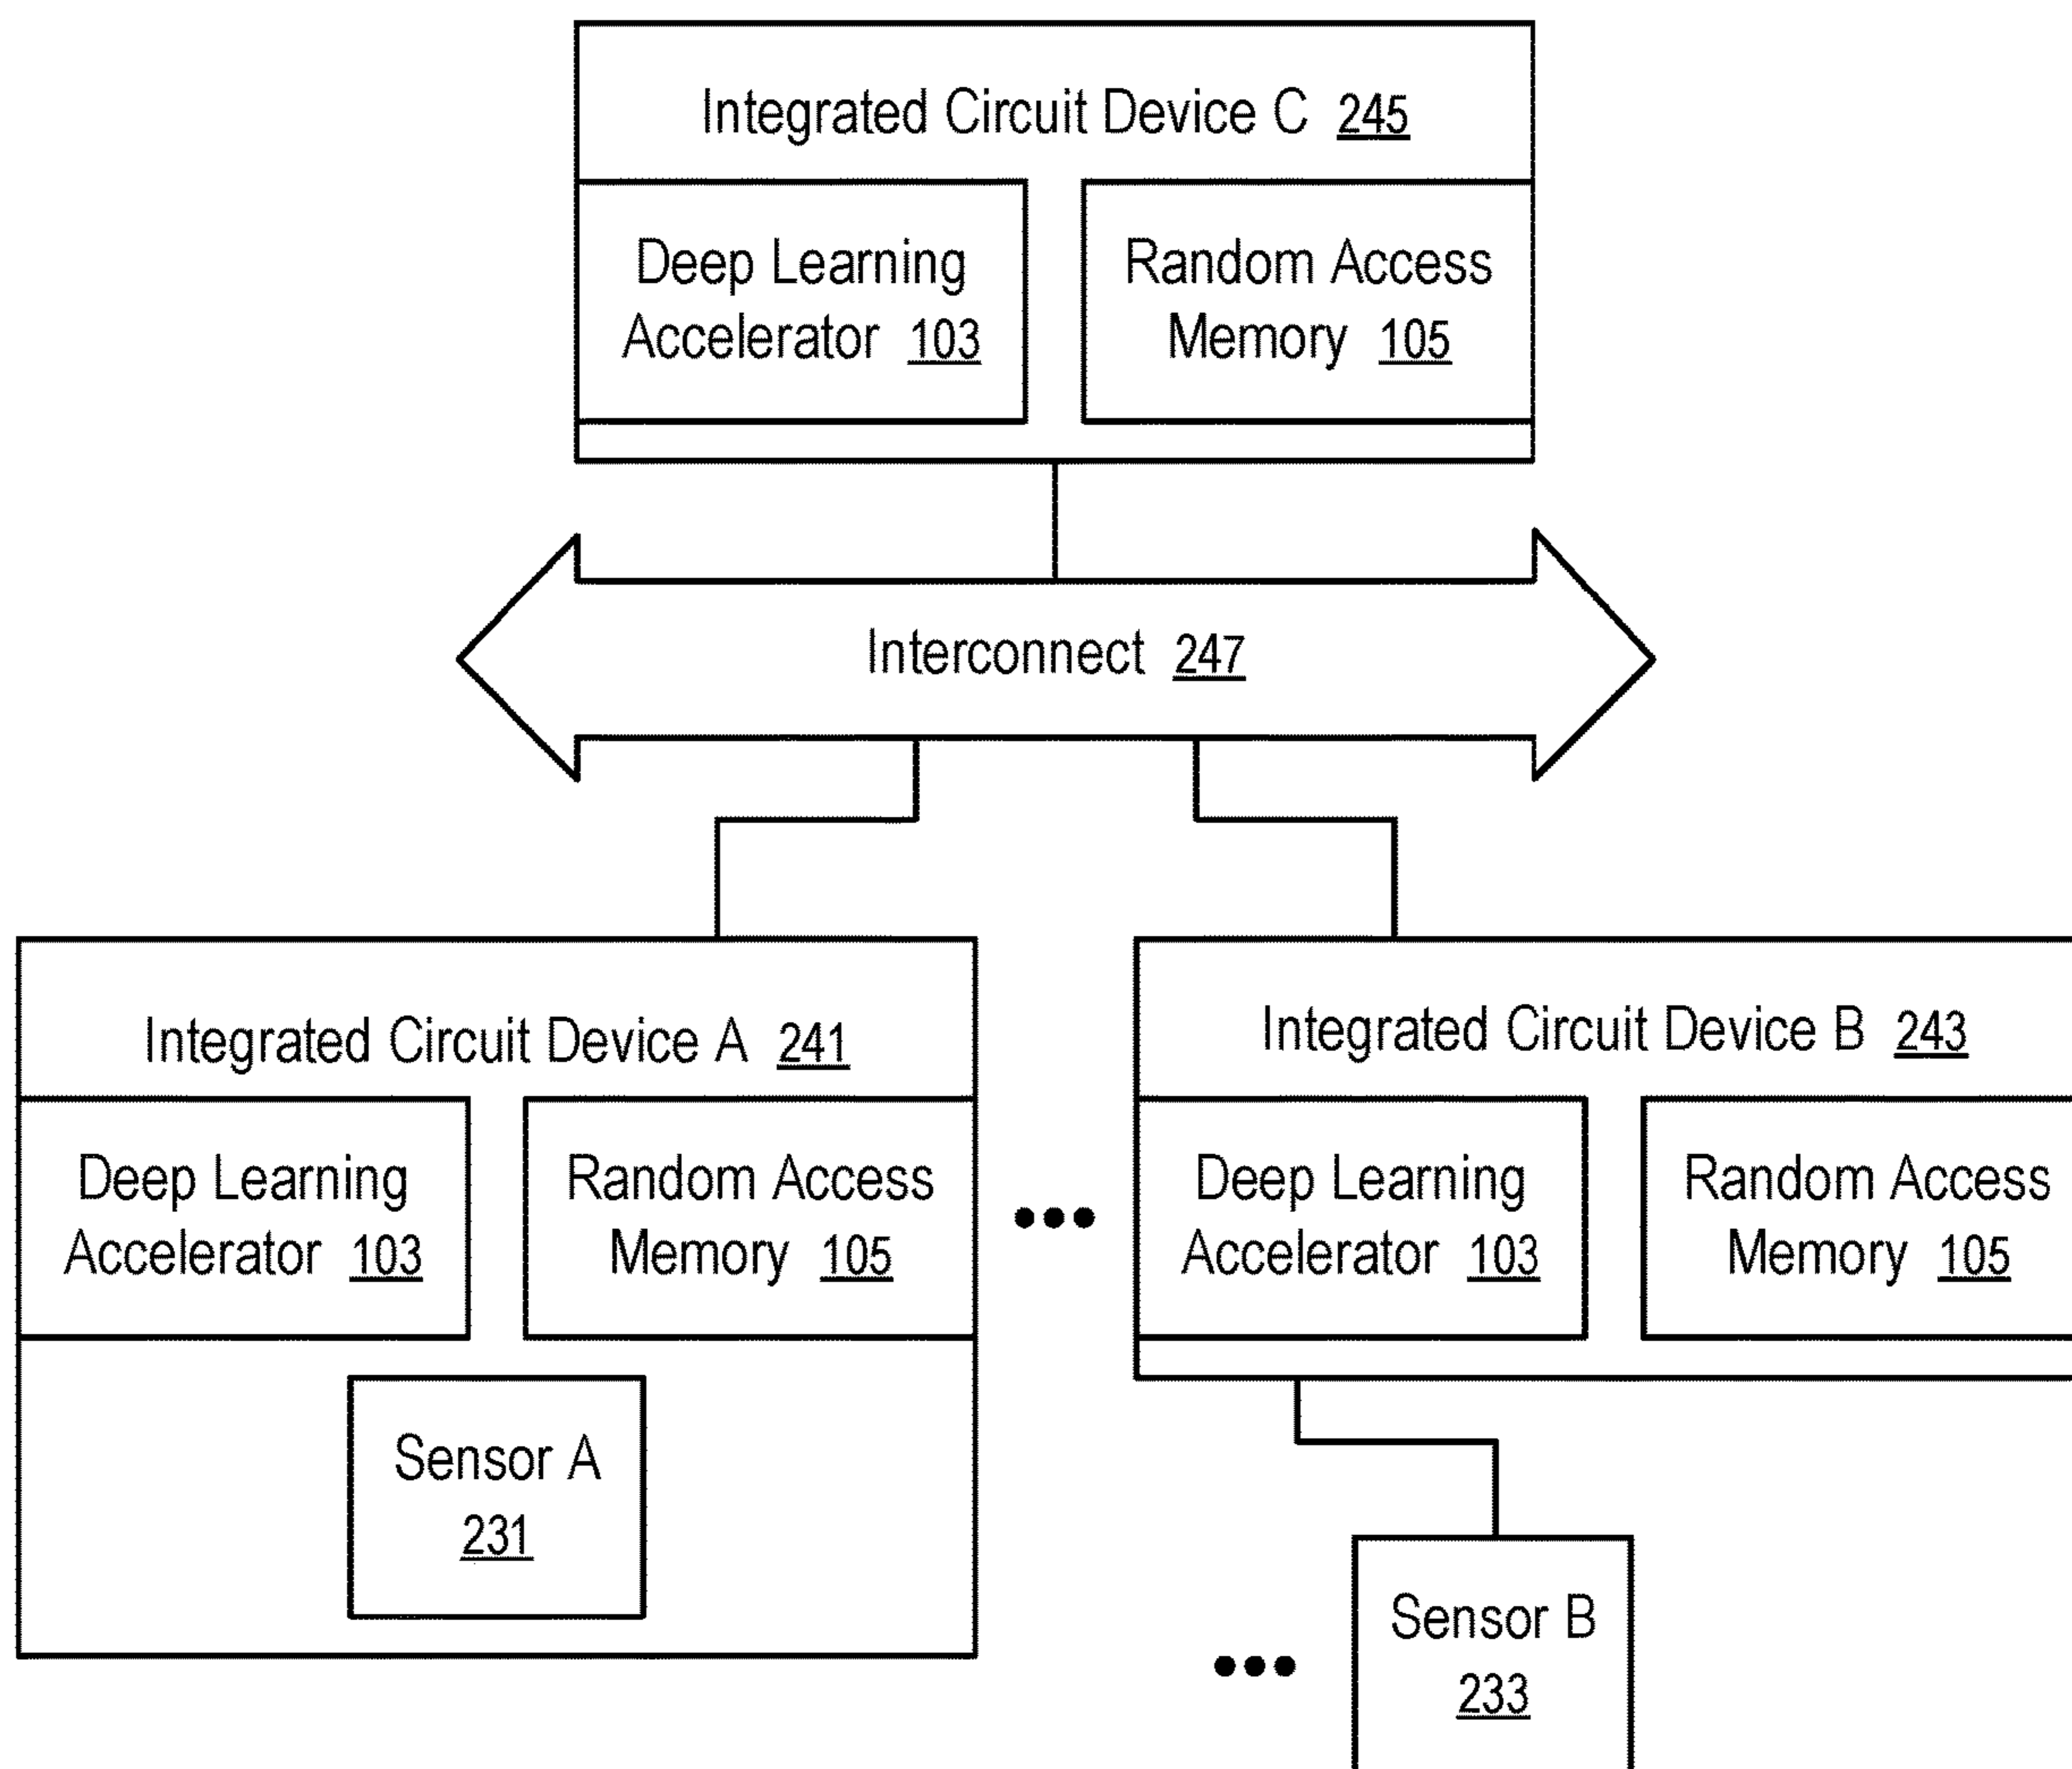 Integrated Circuit Device C 245
Deep Learning
Accelerator 103
Random Access
Memory 105
Interconnect 247
Integrated Circuit Device A 241
Deep Learning
Accelerator 103
Random Access
Memory 105
Sensor A
231
Integrated Circuit Device B 243
Deep Learning
Accelerator 103
Random Access
Memory 105
Sensor B
233